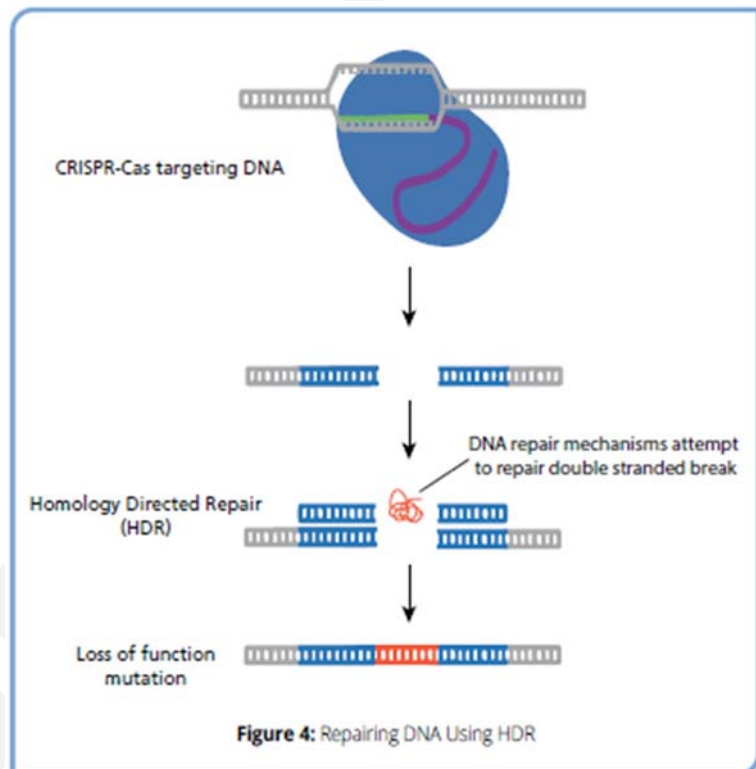 CRISPR-Cas targeting DNA
DNA repair mechanisms attempt
to repair double stranded break
Homology Directed Repair
(HDR)
Loss of function
mutation
Figure 4: Repairing DNA Using HDR